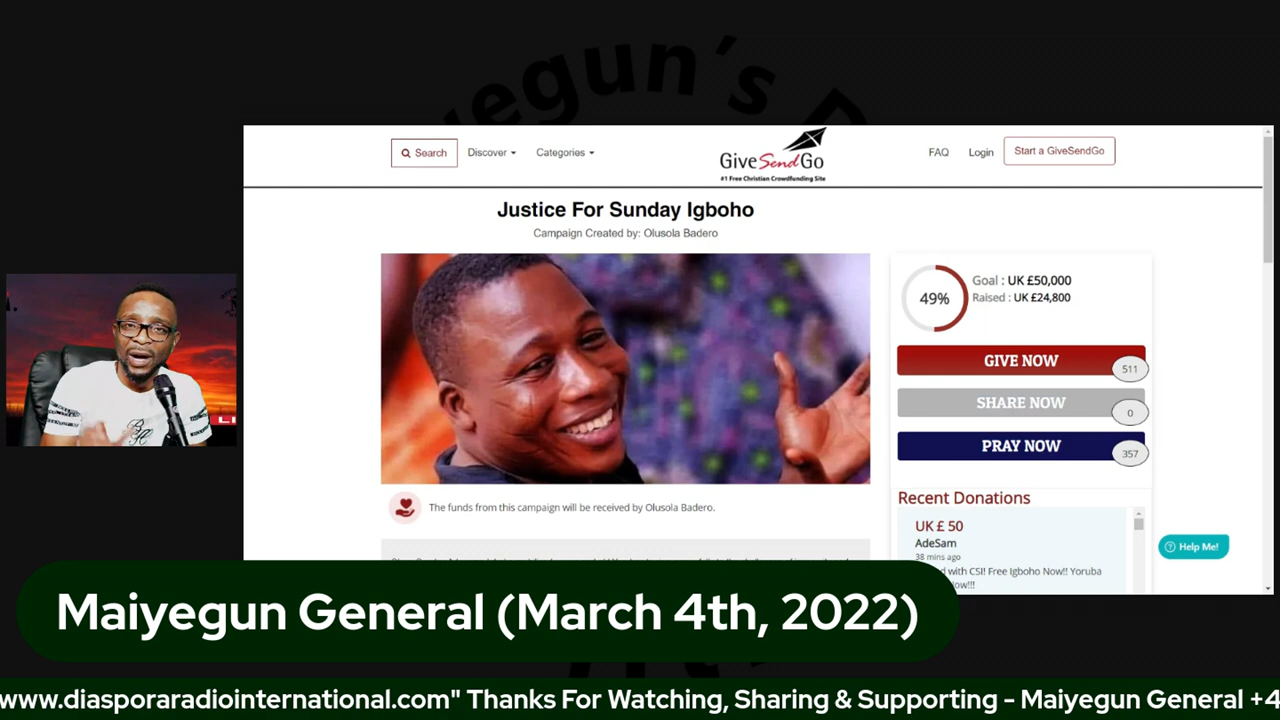 yegun's D
Search
Discover
Categories
GiveSendGo
#1 Free Christian Crowdfunding Site
FAQ
Login
Start a GiveSendGo
Justice For Sunday Igboho
Campaign Created by: Olusola Badero
49%
Goal : UK £50,000
Raised : UK £24,800
GIVE NOW
511
SHARE NOW
0
PRAY NOW
357
The funds from this campaign will be received by Olusola Badero.
Recent Donations
UK £ 50
AdeSam
38 mins ago
d with CSI! Free Igboho Now!! Yoruba
ow!!!
Help Me!
Maiyegun General (March 4th, 2022)
www.diasporaradiointernational.com" Thanks For Watching, Sharing & Supporting - Maiyegun General +4